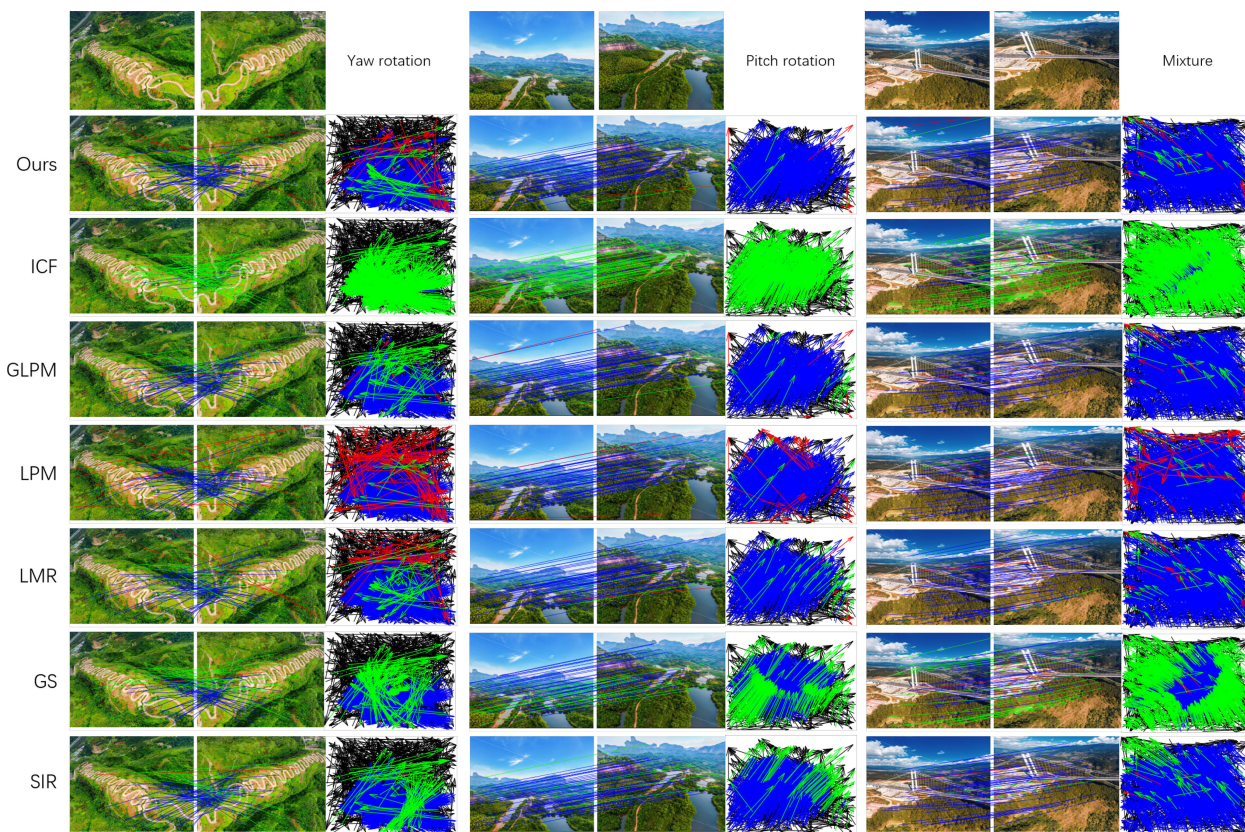 Yaw rotation
Pitch rotation
Mixture
Ours
ICF
GLPM
LPM
LMR
GS
SIR